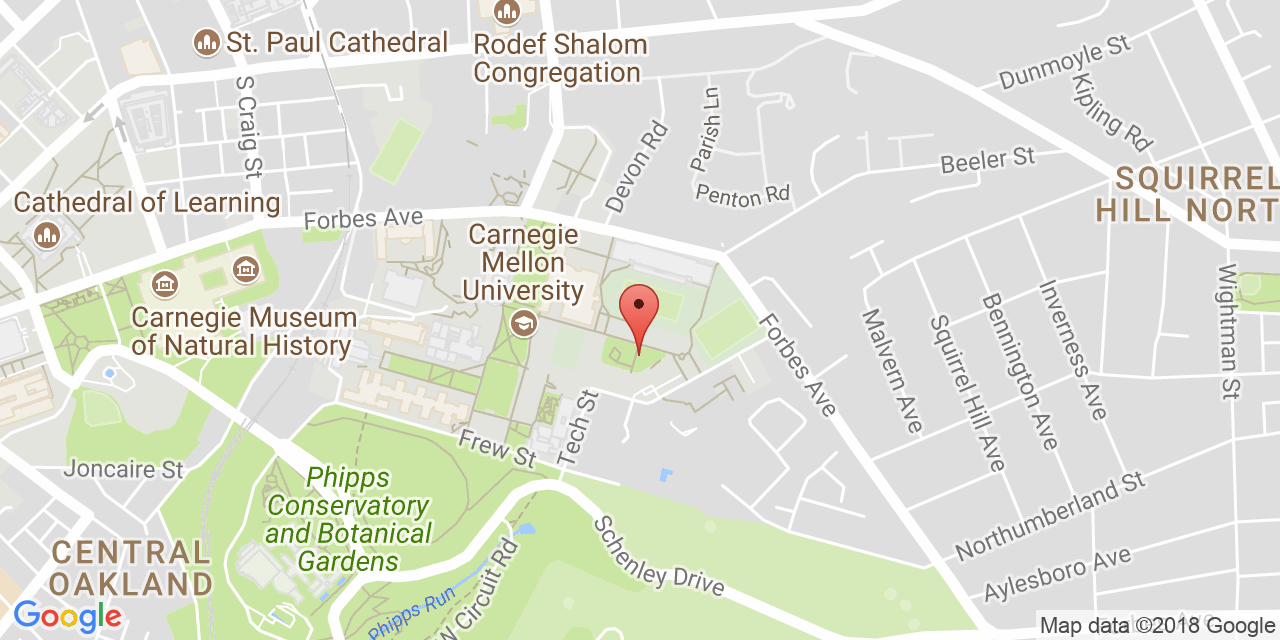 St. Paul Cathedral
Rodef Shalom
Congregation
Dunmoyle St
Kipling Rd
S Craig St
Parish Ln
Devon Rd
Beeler St
Penton Rd
SQUIRREL
HILL NORT
Cathedral of Learning
Forbes Ave
Carnegie
Mellon
University
Carnegie Museum
of Natural History
Forbes Ave
Malvern Ave
Squirrel Hill Ave
Bennington Ave
Inverness Ave
Wightman St
Tech St
Frew St
Joncaire St
Phipps
Conservatory
and Botanical
Gardens
Northumberland St
Aylesboro Ave
Schenley Drive
CENTRAL
OAKLAND
W Circuit Rd
Phipps Run
Google
Map data ©2018 Google